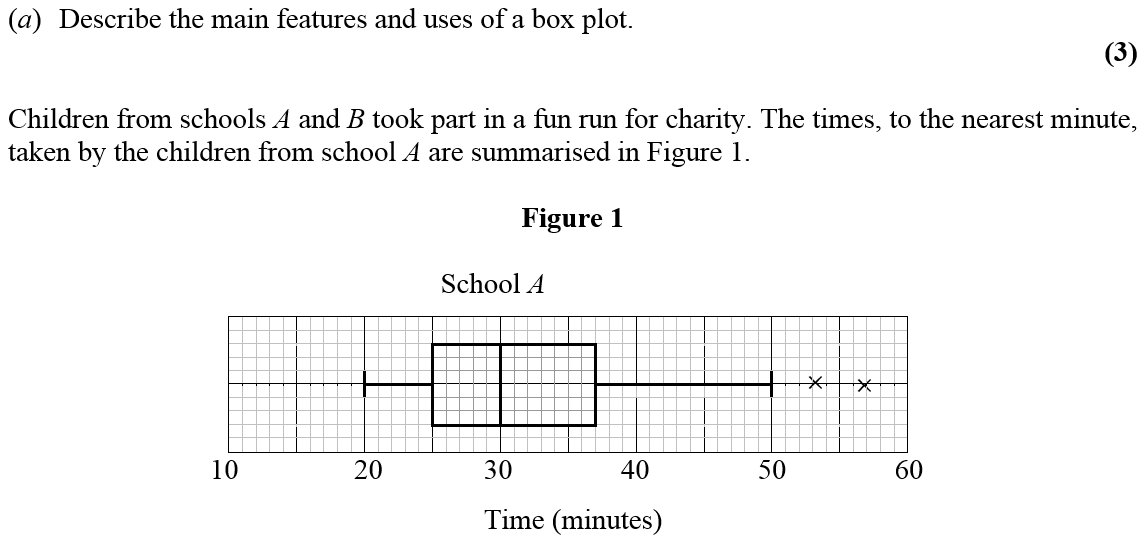 (a) Describe the main features and uses of a box plot.
(3)
Children from schools A and B took part in a fun run for charity. The times, to the nearest minute,
taken by the children from school A are summarised in Figure 1.
Figure 1
School A
10 20 30 40 50 60
Time (minutes)